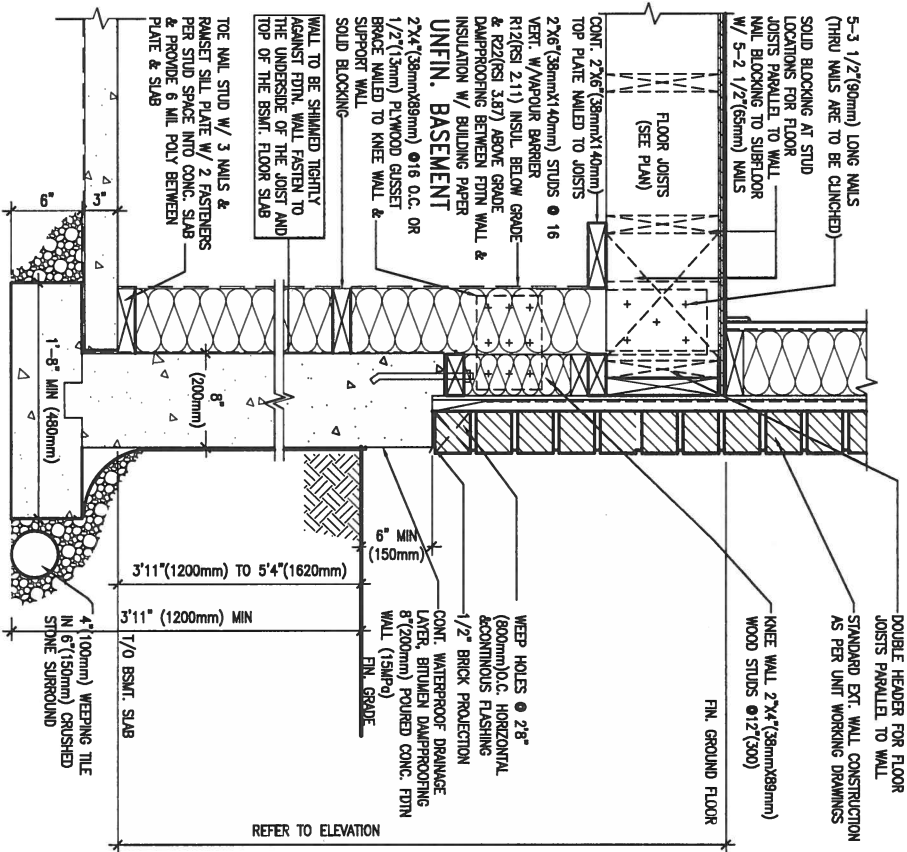 5-3 1/2"(90mm) LONG NAILS
(THRU NAILS ARE TO BE CLINCHED)
SOLID BLOCKING AT STUD
LOCATIONS FOR FLOOR
JOISTS PARALLEL TO WALL
NAIL BLOCKING TO SUBFLOOR
W/ 5-2 1/2"(65mm) NAILS
FLOOR JOISTS
(SEE PLAN)
CONT. 2"X6"(38mmX140mm)
TOP PLATE NAILED TO JOISTS
2"X6"(38mmX140mm) STUDS @ 16
VERT. W/VAPOUR BARRIER
R12(RSI 2.11) INSUL. BELOW GRADE
& R22(RSI 3.87) ABOVE GRADE
DAMPPROOFING BETWEEN FDTN WALL &
INSULATION W/ BUILDING PAPER
UNFIN. BASEMENT
2"X4"(38mmX89mm) @16 O.C. OR
1/2"(13mm) PLYWOOD GUSSET
BRACE NAILED TO KNEE WALL &
SUPPORT WALL
SOLID BLOCKING
WALL TO BE SHIMMED TIGHTLY
AGAINST FDTN. WALL FASTEN TO
THE UNDERSIDE OF THE JOIST AND
TOP OF THE BSMT. FLOOR SLAB
TOE NAIL STUD W/ 3 NAILS &
RAMSET SILL PLATE W/ 2 FASTENERS
PER STUD SPACE INTO CONC. SLAB
& PROVIDE 6 MIL POLY BETWEEN
PLATE & SLAB
6"
3"
1'-8" MIN (480mm)
8"
(200mm)
DOUBLE HEADER FOR FLOOR
JOISTS PARALLEL TO WALL
STANDARD EXT. WALL CONSTRUCTION
AS PER UNIT WORKING DRAWINGS
KNEE WALL 2"X4"(38mmX89mm)
WOOD STUDS @12"(300)
FIN. GROUND FLOOR
WEEP HOLES @ 2'8"
(800mm)O.C. HORIZONTAL
&CONTINOUS FLASHING
1/2" BRICK PROJECTION
CONT. WATERPROOF DRAINAGE
LAYER, BITUMEN DAMPPROOFING
8"(200mm) POURED CONC. FDTN
WALL (15MPa)
FIN. GRADE
6" MIN
(150mm)
3'11"(1200mm) TO 5'4"(1620mm)
3'11" (1200mm) MIN
T/O BSMT. SLAB
4"(100mm) WEEPING TILE
IN 6"(150mm) CRUSHED
STONE SURROUND
REFER TO ELEVATION